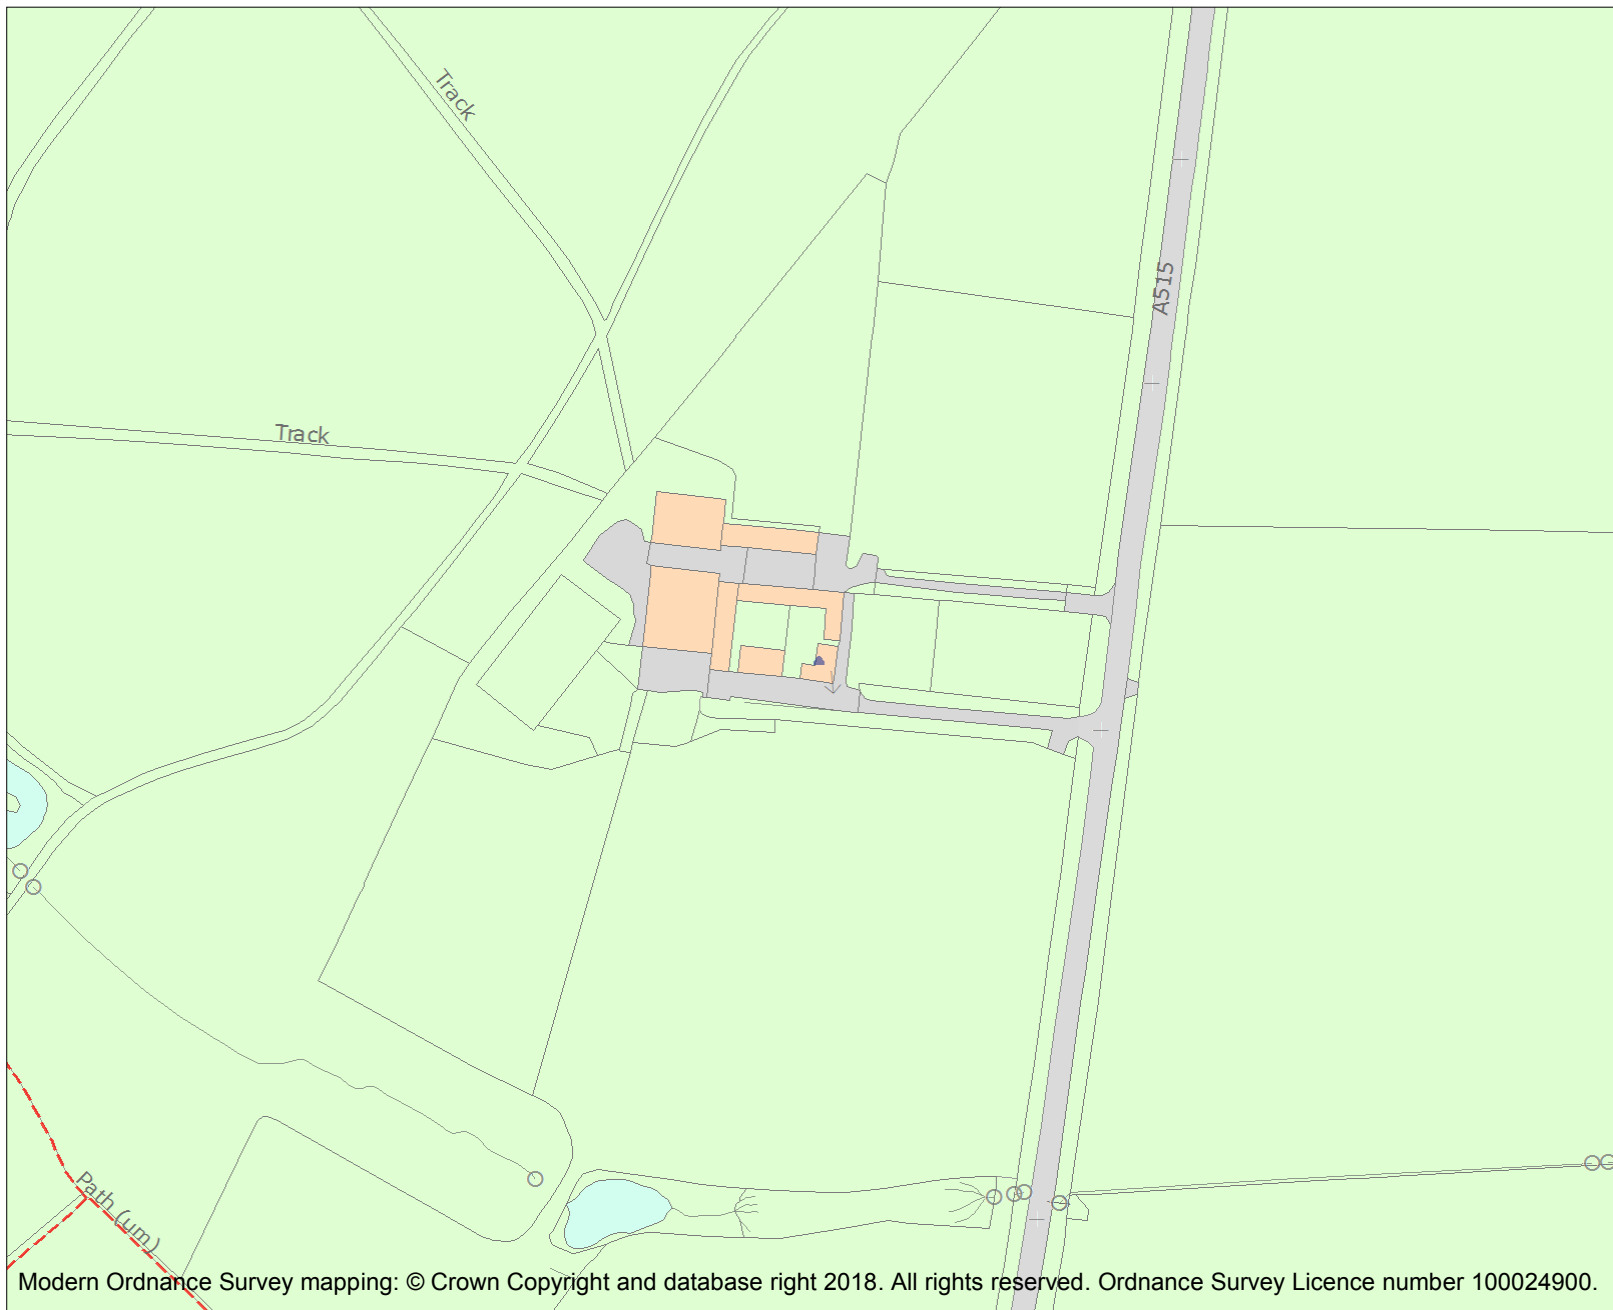 Track
A515
Track
Path (um)
Modern Ordnance Survey mapping: © Crown Copyright and database right 2018. All rights reserved. Ordnance Survey Licence number 100024900.